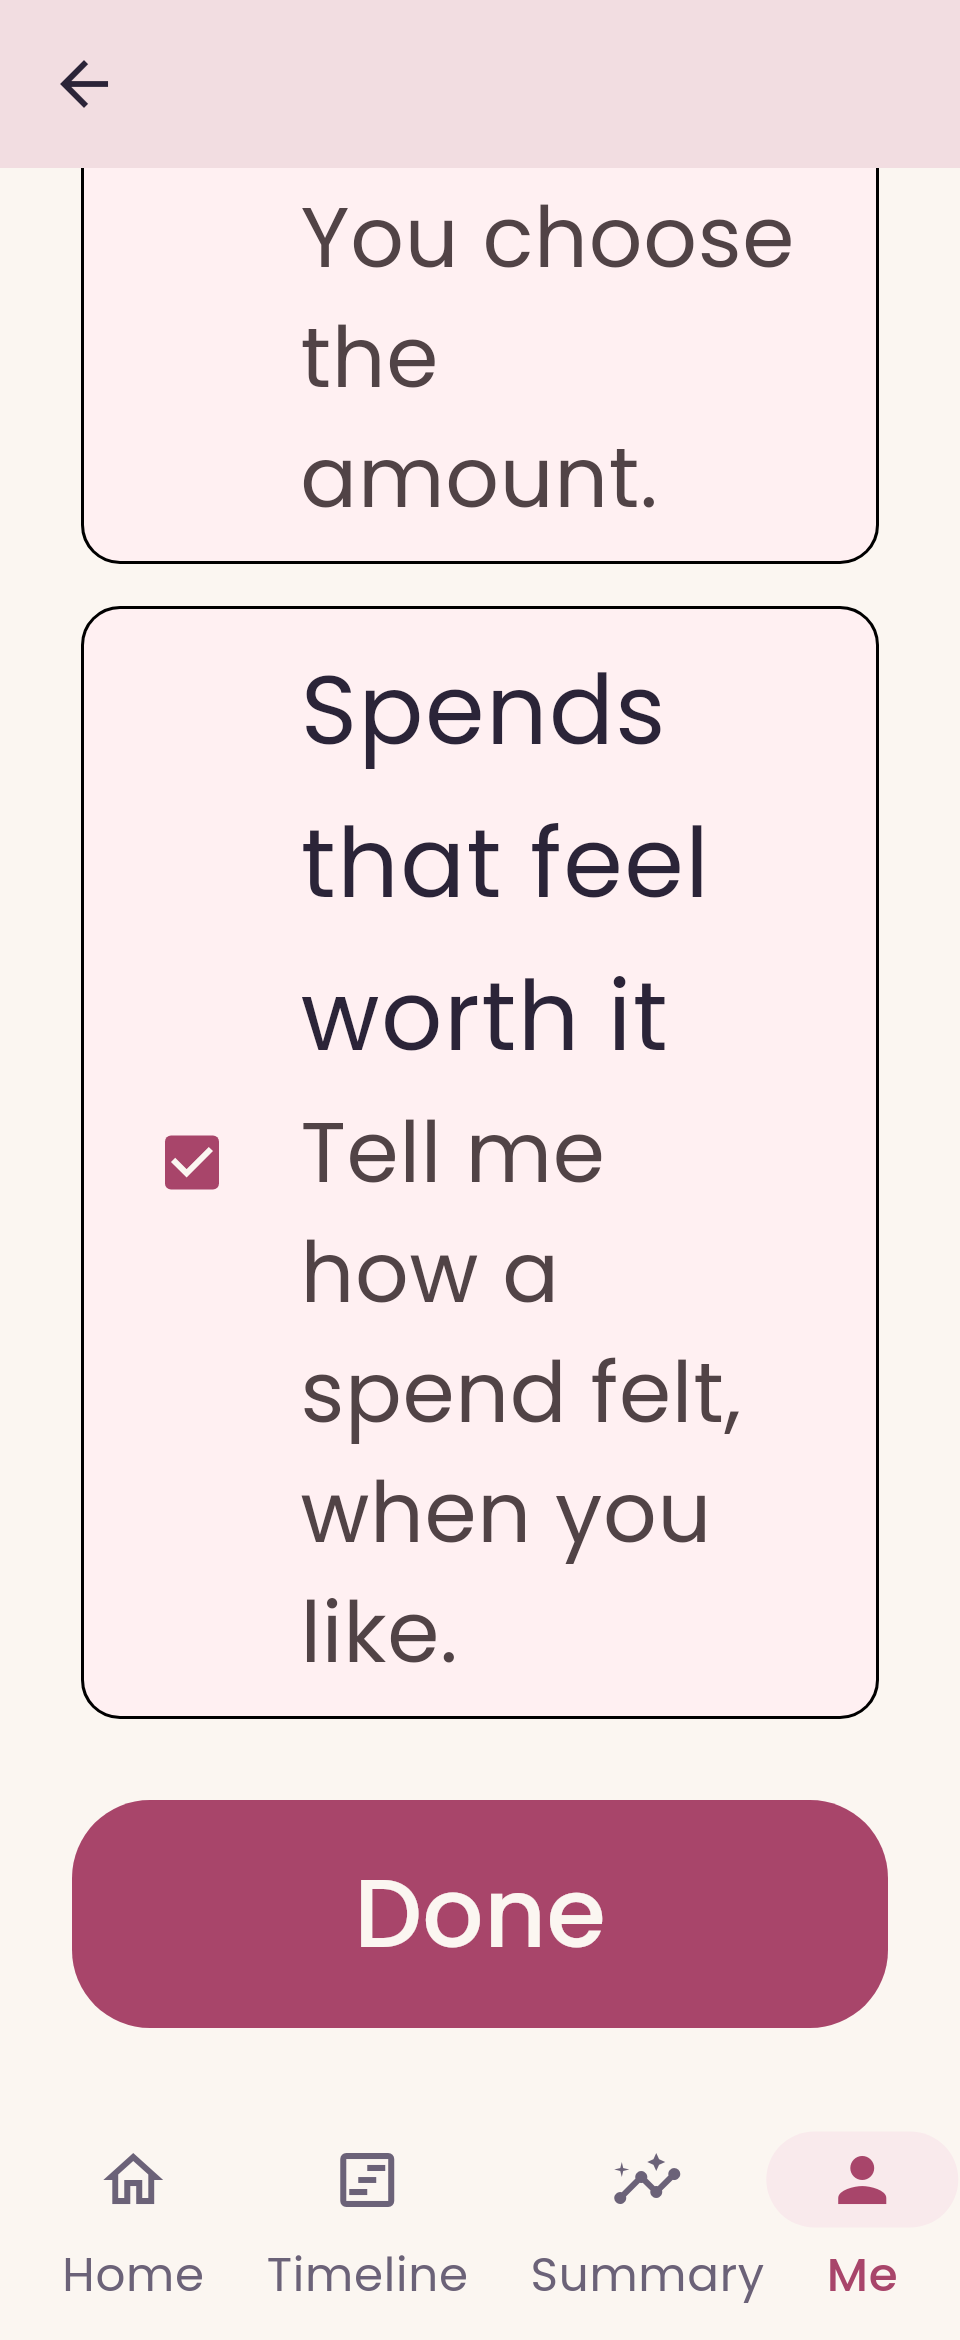 You choose
the
amount.
Spends
that feel
worth it
Tell me
how a
spend felt,
when you
like.
Done
Home
Timeline
Summary
Me